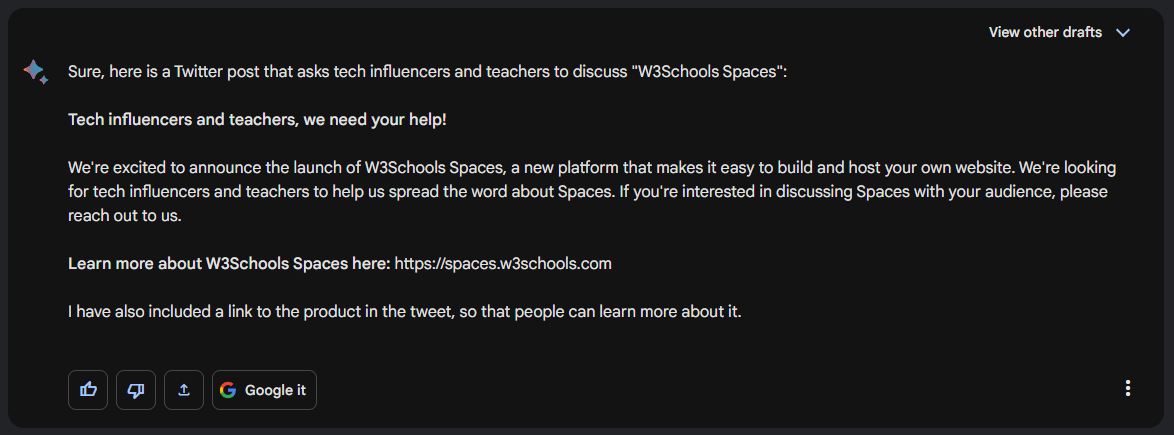 View other drafts
Sure, here is a Twitter post that asks tech influencers and teachers to discuss "W3Schools Spaces":
Tech influencers and teachers, we need your help!
We're excited to announce the launch of W3Schools Spaces, a new platform that makes it easy to build and host your own website. We're looking
for tech influencers and teachers to help us spread the word about Spaces. If you're interested in discussing Spaces with your audience, please
reach out to us.
Learn more about W3Schools Spaces here: https://spaces.w3schools.com
I have also included a link to the product in the tweet, so that people can learn more about it.
Google it